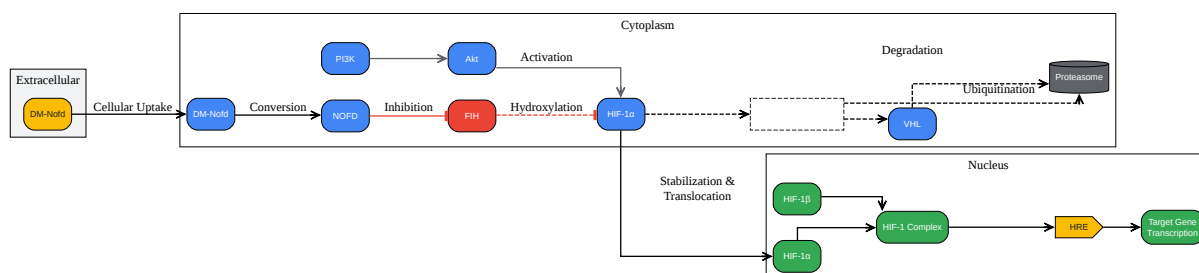 Cytoplasm
Extracellular
DM-Nofd
Cellular Uptake
DM-Nofd
Conversion
PI3K
Akt
Activation
NOFD
Inhibition
FIH
Hydroxylation
HIF-1α
Degradation
Ubiquitination
VHL
Proteasome
Stabilization &
Translocation
Nucleus
HIF-1β
HIF-1α
HIF-1 Complex
HRE
Target Gene
Transcription